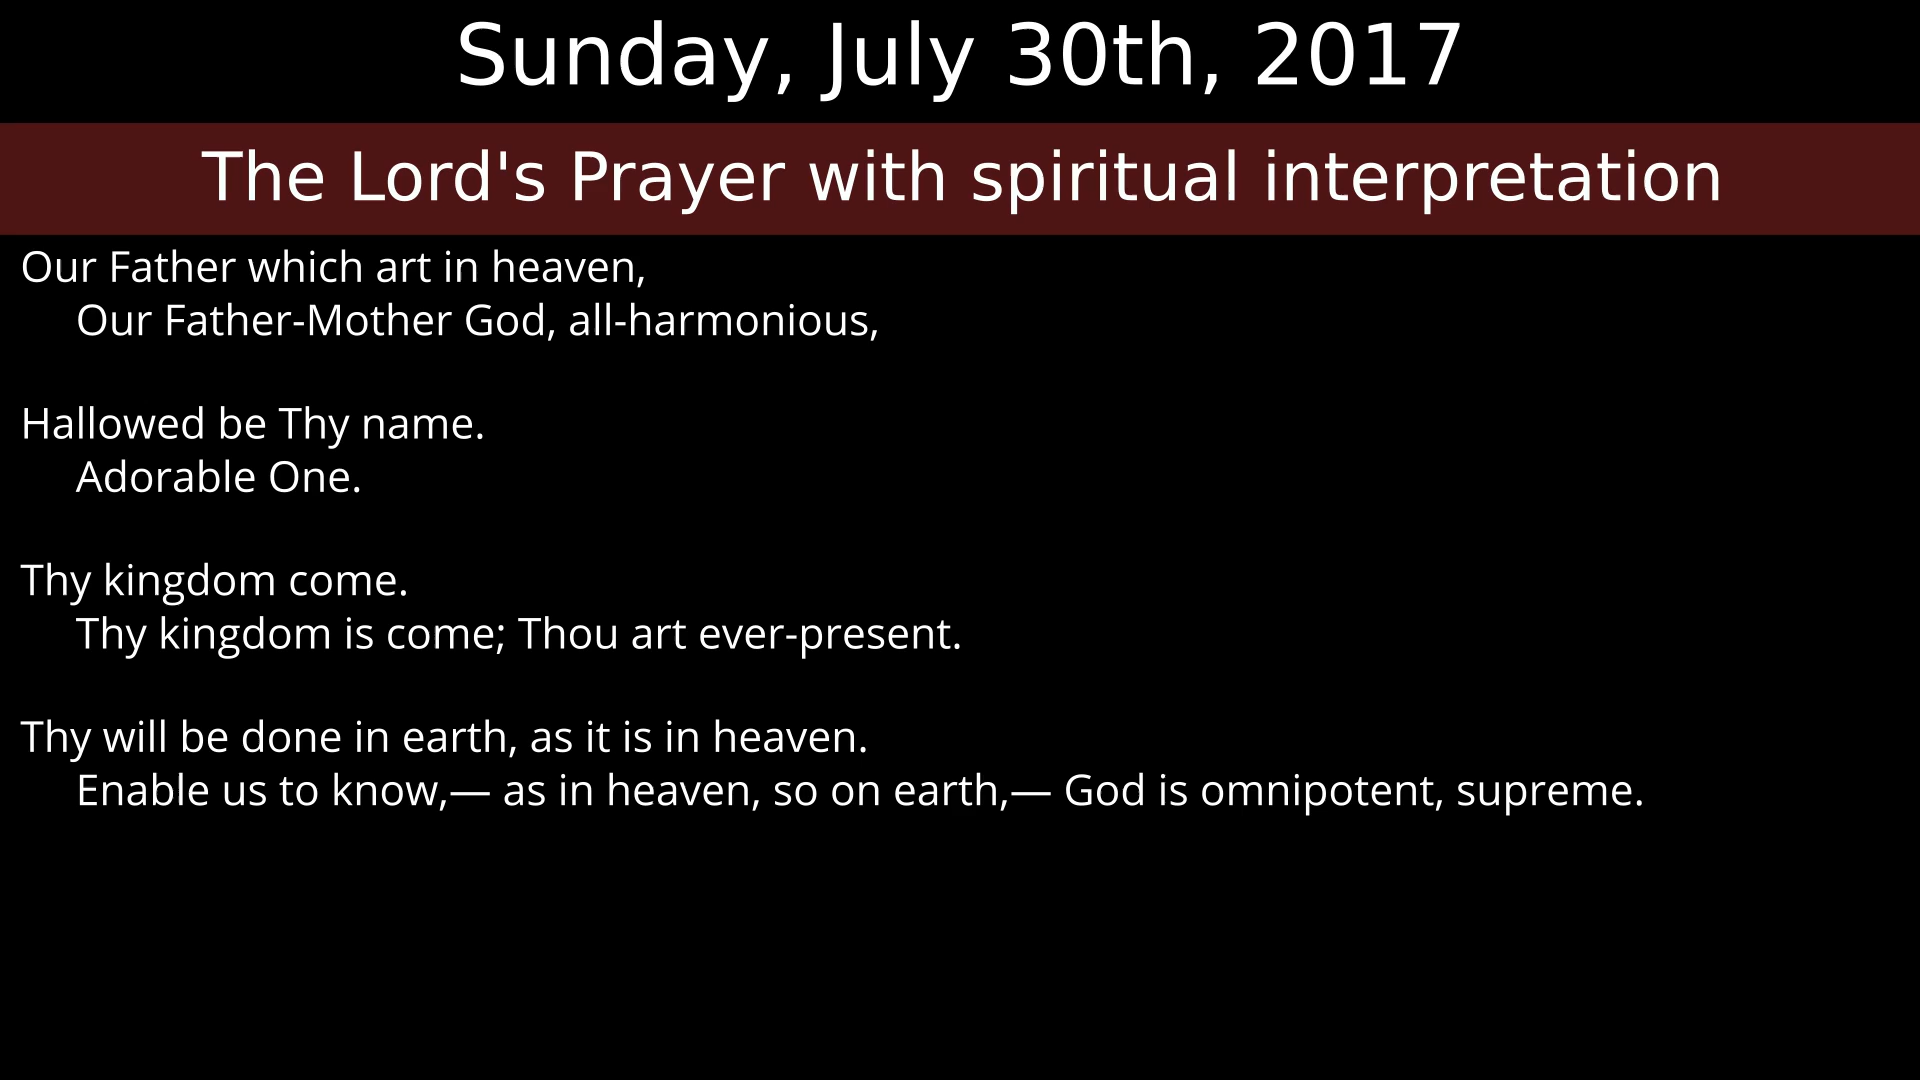 Sunday, July 30th, 2017
The Lord's Prayer with spiritual interpretation
Our Father which art in heaven,
Our Father-Mother God, all-harmonious,
Hallowed be Thy name.
Adorable One.
Thy kingdom come.
Thy kingdom is come; Thou art ever-present.
Thy will be done in earth, as it is in heaven.
Enable us to know,— as in heaven, so on earth,— God is omnipotent, supreme.